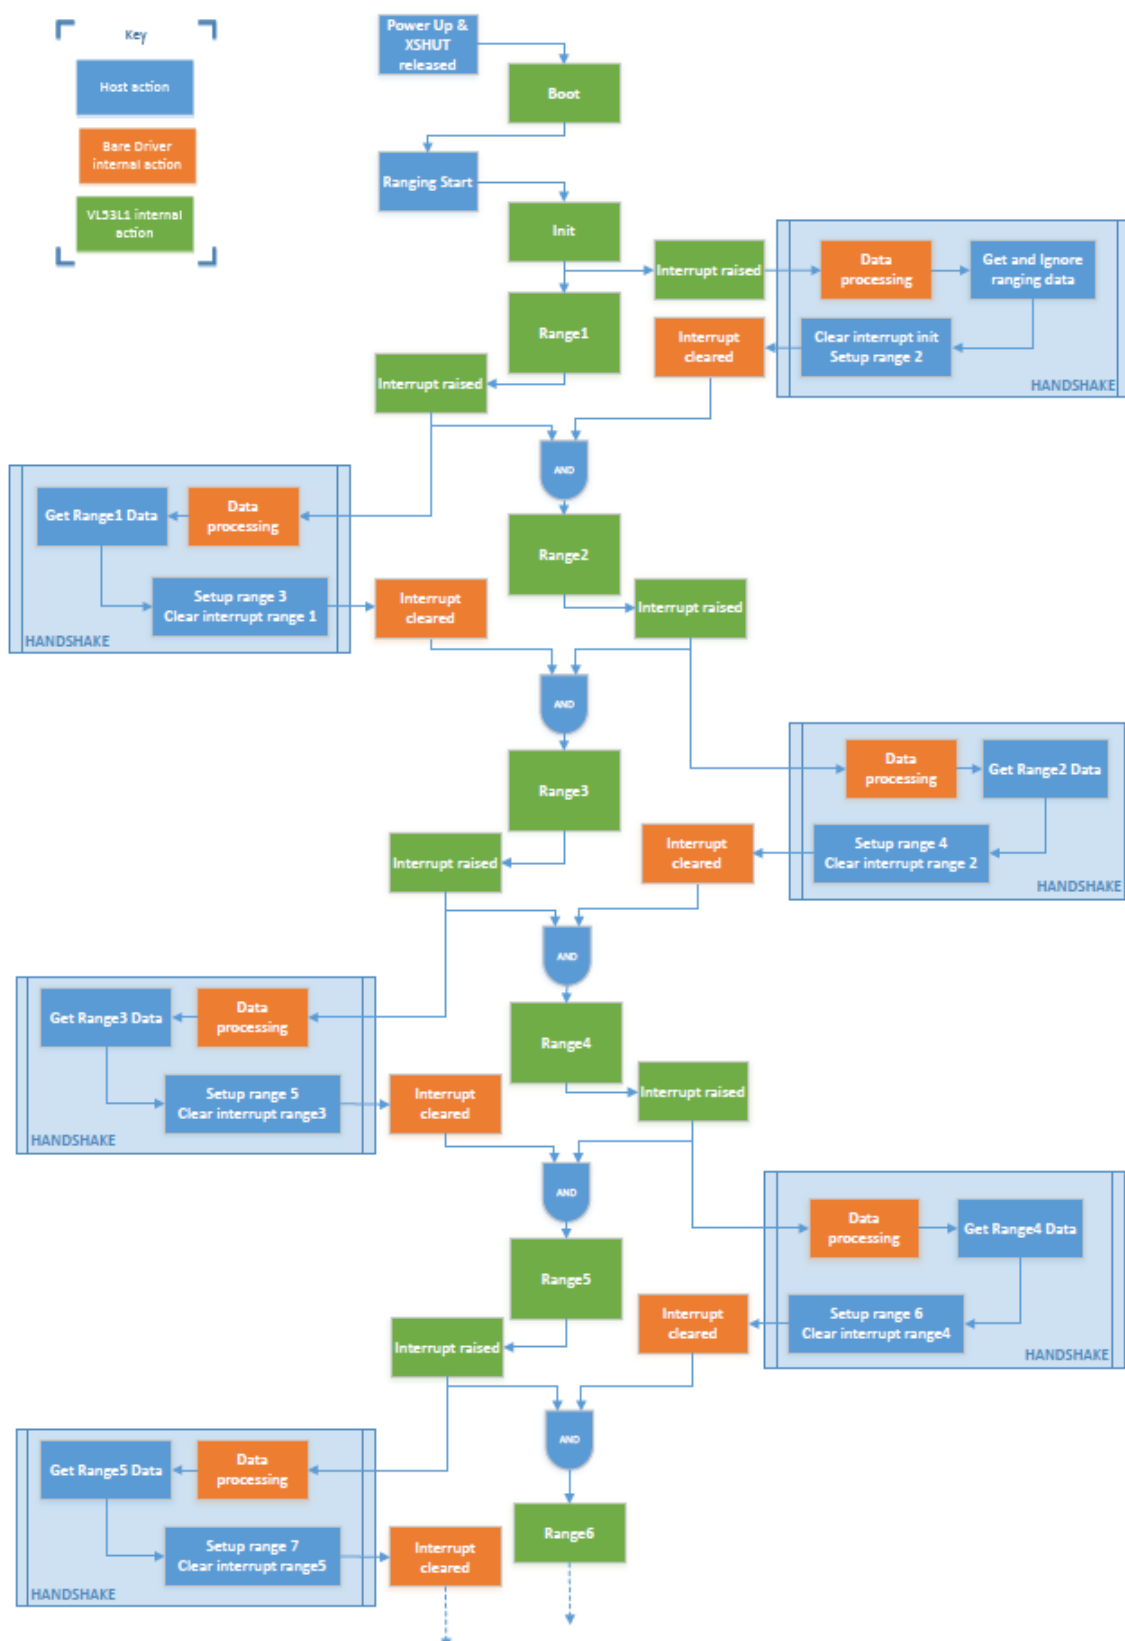 Key
Host action
Bare Driver
internal action
VL53L1 internal
action
Power Up &
XSHUT
released
Boot
Ranging Start
Init
Interrupt raised
Data
processing
Get and Ignore
ranging data
Range1
Interrupt
cleared
Clear interrupt init
Setup range 2
HANDSHAKE
Interrupt raised
AND
Get Range1 Data
Data
processing
Range2
Setup range 3
Clear interrupt range 1
HANDSHAKE
Interrupt
cleared
Interrupt raised
AND
Data
processing
Get Range2 Data
Range3
Interrupt raised
Interrupt
cleared
Setup range 4
Clear interrupt range 2
HANDSHAKE
AND
Get Range3 Data
Data
processing
Range4
Setup range 5
Clear interrupt range3
HANDSHAKE
Interrupt
cleared
Interrupt raised
AND
Data
processing
Get Range4 Data
Range5
Interrupt raised
Interrupt
cleared
Setup range 6
Clear interrupt range4
HANDSHAKE
AND
Get Range5 Data
Data
processing
Range6
Setup range 7
Clear interrupt range5
HANDSHAKE
Interrupt
cleared